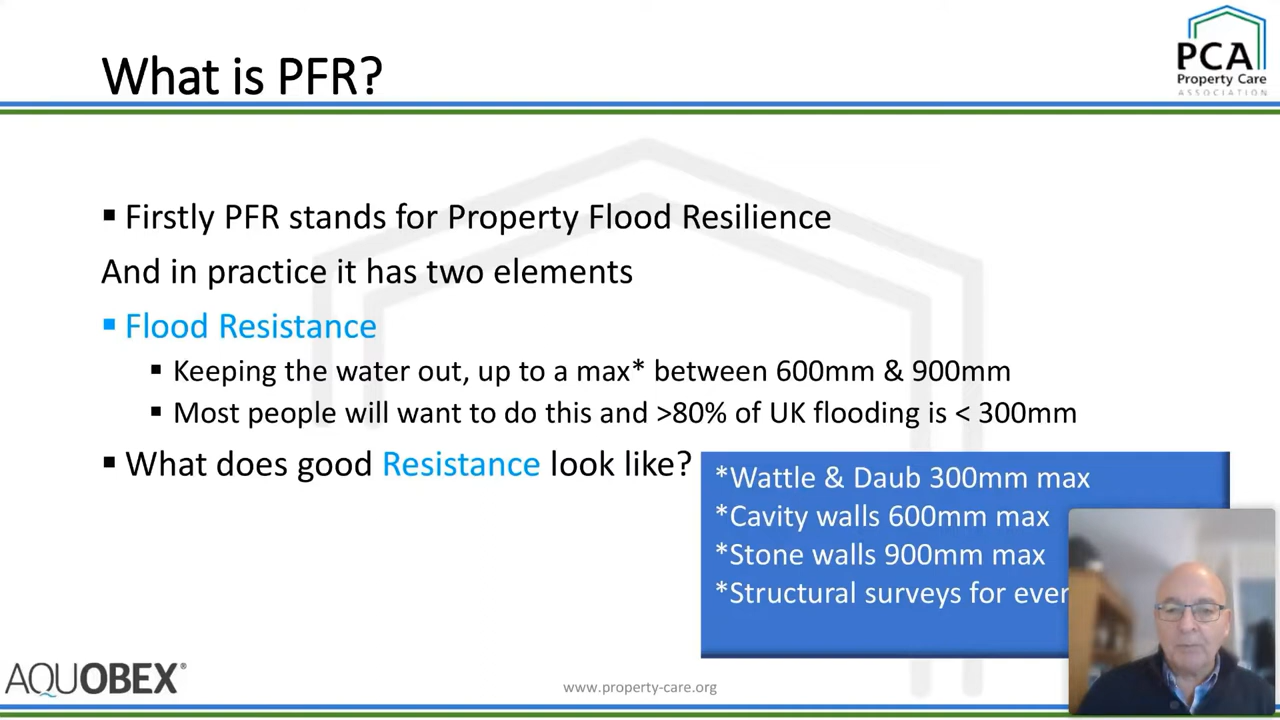 What is PFR?
PCA
Property Care
ASSOCIATION
Firstly PFR stands for Property Flood Resilience
And in practice it has two elements
Flood Resistance
Keeping the water out, up to a max* between 600mm & 900mm
Most people will want to do this and >80% of UK flooding is < 300mm
What does good Resistance look like?
*Wattle & Daub 300mm max
*Cavity walls 600mm max
*Stone walls 900mm max
*Structural surveys for
AQUOBEX®
www.property-care.org